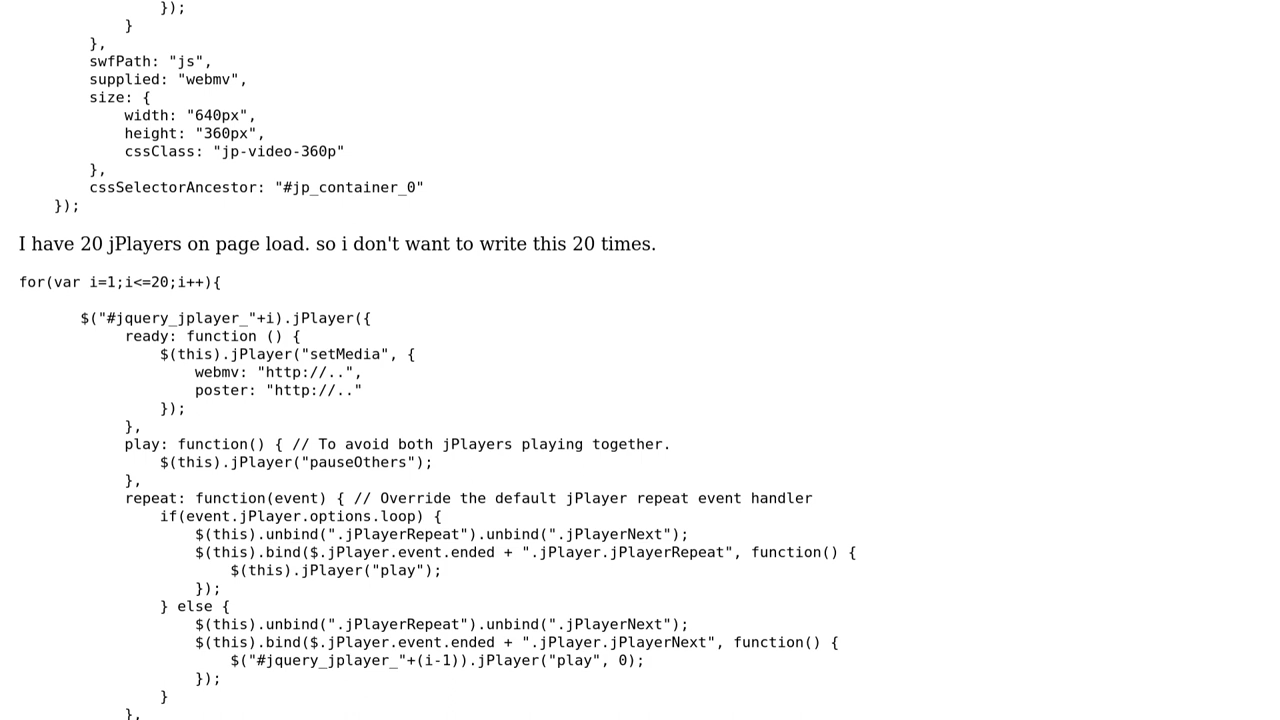 });
            }
        },
        swfPath: "js",
        supplied: "webmv",
        size: {
            width: "640px",
            height: "360px",
            cssClass: "jp-video-360p"
        },
        cssSelectorAncestor: "#jp_container_0"
    });
I have 20 jPlayers on page load. so i don't want to write this 20 times.
for(var i=1;i<=20;i++){
       $("#jquery_jplayer_"+i).jPlayer({
            ready: function () {
                $(this).jPlayer("setMedia", {
                    webmv: "http://..",
                    poster: "http://.."
                });
            },
            play: function() { // To avoid both jPlayers playing together.
                $(this).jPlayer("pauseOthers");
            },
            repeat: function(event) { // Override the default jPlayer repeat event handler
                if(event.jPlayer.options.loop) {
                    $(this).unbind(".jPlayerRepeat").unbind(".jPlayerNext");
                    $(this).bind($.jPlayer.event.ended + ".jPlayer.jPlayerRepeat", function() {
                        $(this).jPlayer("play");
                    });
                } else {
                    $(this).unbind(".jPlayerRepeat").unbind(".jPlayerNext");
                    $(this).bind($.jPlayer.event.ended + ".jPlayer.jPlayerNext", function() {
                        $("#jquery_jplayer_"+(i-1)).jPlayer("play", 0);
                    });
                }
            },